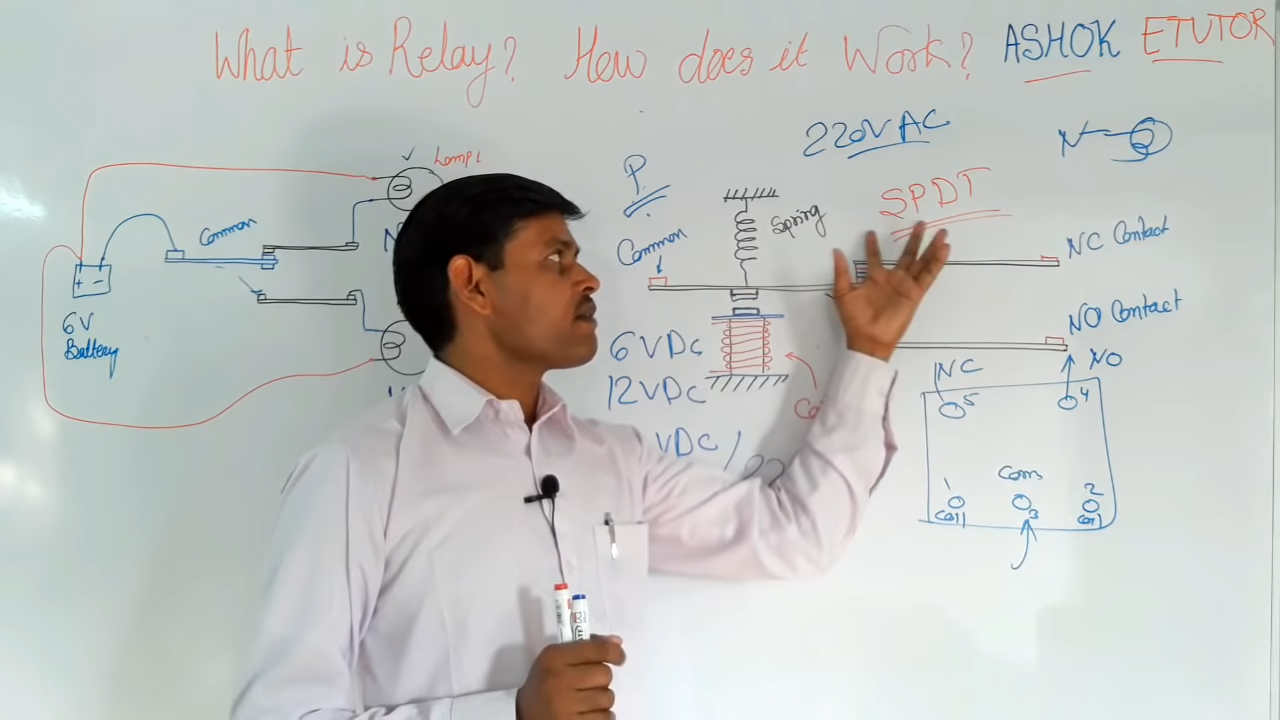 What is Relay? How does it Work? ASHOK ETUTOR
220V AC
N
Lamp1
P
SPDT
Common
Spring
Common
NC Contact
+ -
6V
Battery
NO Contact
6VDC
12VDC
VDC /
NC
NO
5
4
Com
1
2
3
Coil
Coil